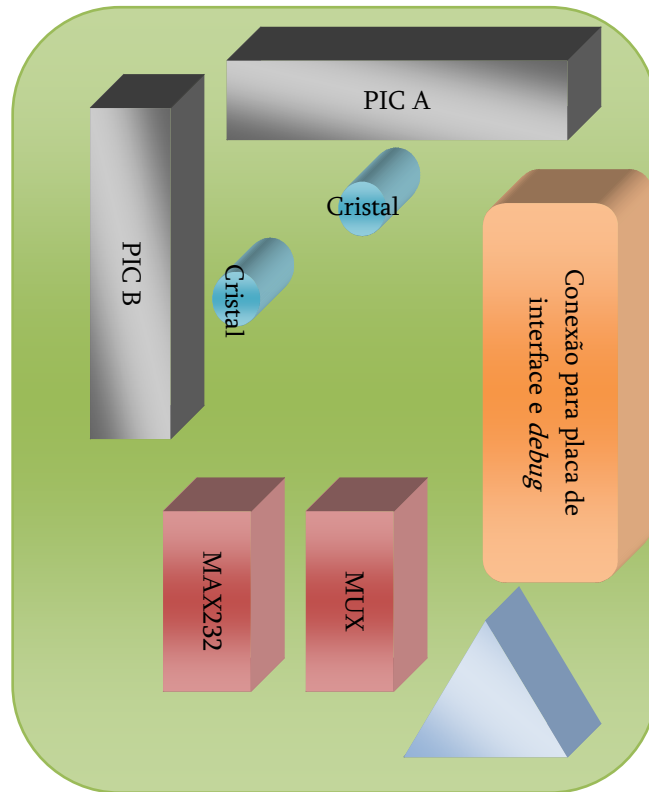 PIC A
Cristal
PIC B
Cristal
Conexão para placa de
interface e debug
MAX232
MUX